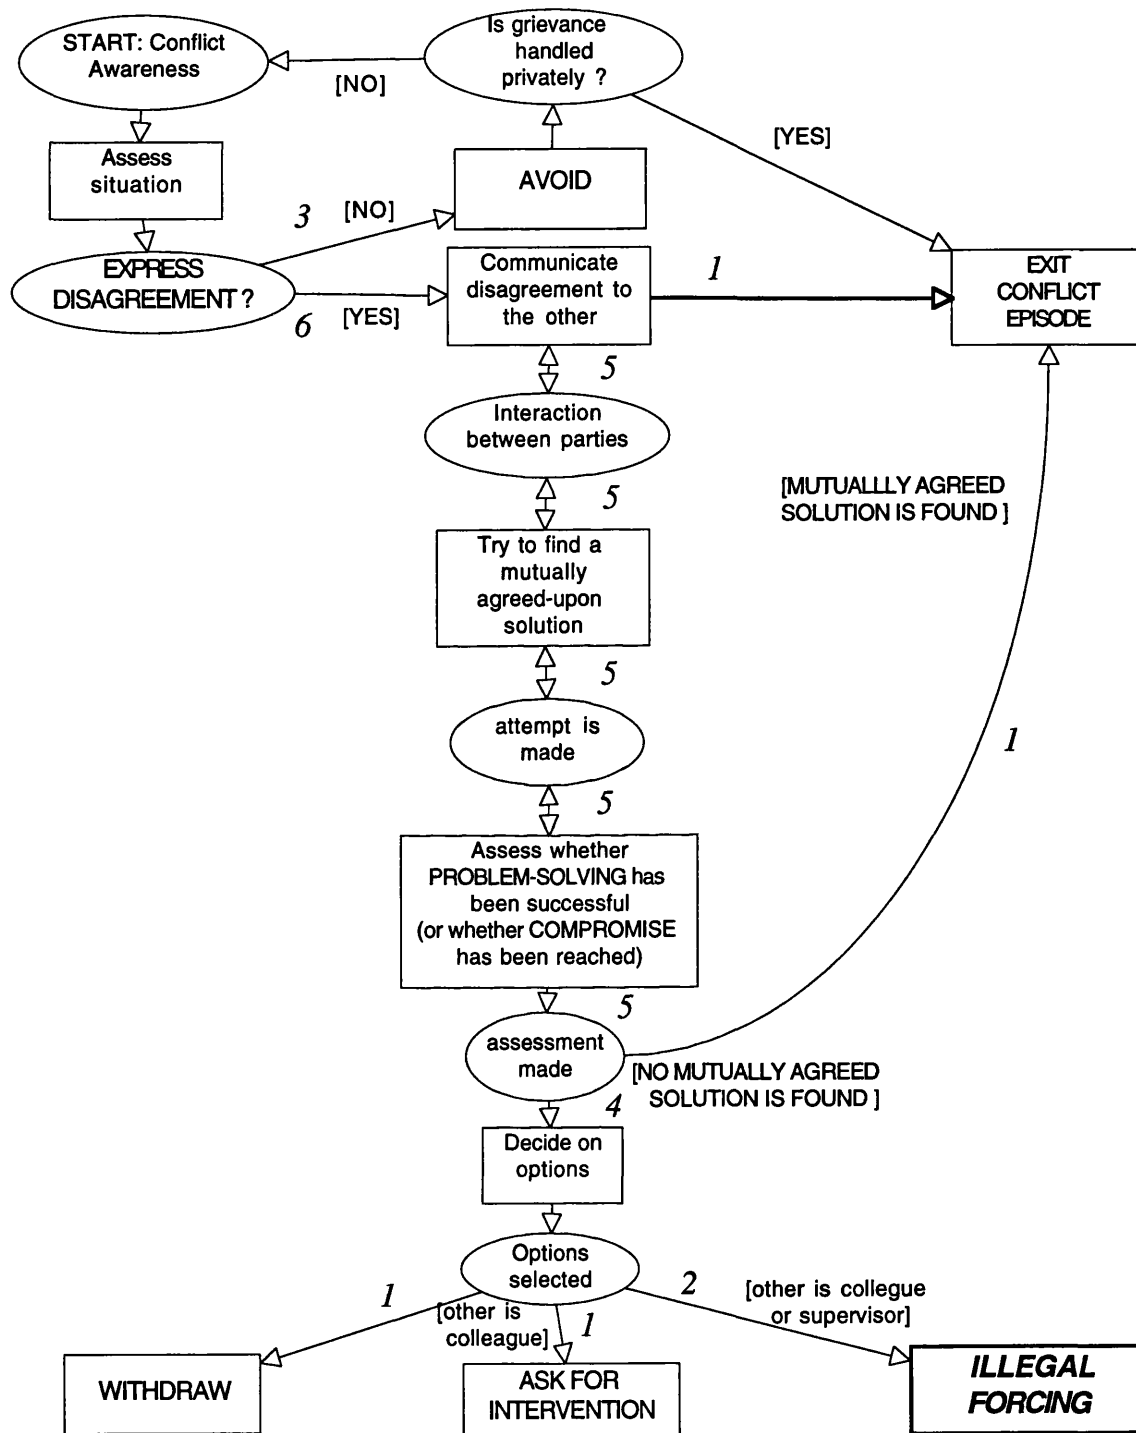 START: Conflict
Awareness
Is grievance
handled
privately ?
[NO]
[YES]
Assess
situation
AVOID
3
[NO]
EXPRESS
DISAGREEMENT ?
6
[YES]
Communicate
disagreement to
the other
1
EXIT
CONFLICT
EPISODE
5
Interaction
between parties
5
[MUTUALLLY AGREED
SOLUTION IS FOUND ]
Try to find a
mutually
agreed-upon
solution
5
attempt is
made
1
5
Assess whether
PROBLEM-SOLVING has
been successful
(or whether COMPROMISE
has been reached)
5
assessment
made
[NO MUTUALLY AGREED
SOLUTION IS FOUND ]
4
Decide on
options
Options
selected
1
[other is
colleague]
1
2
[other is collegue
or supervisor]
WITHDRAW
ASK FOR
INTERVENTION
ILLEGAL
FORCING